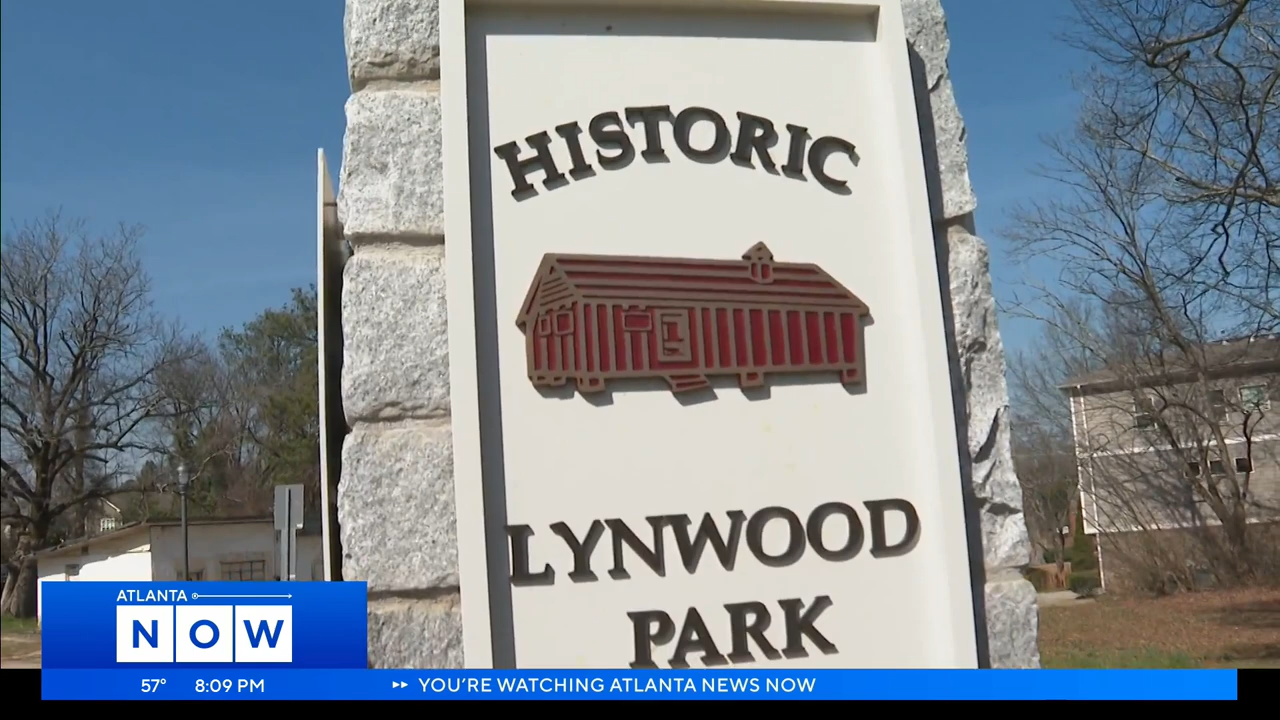 HISTORIC
LYNWOOD
PARK
ATLANTA
NOW
57° 8:09 PM YOU'RE WATCHING ATLANTA NEWS NOW